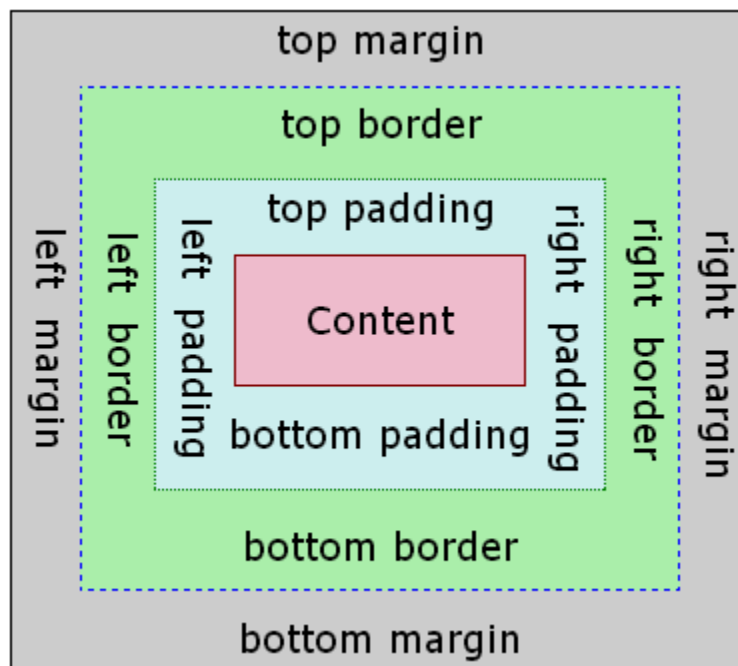 top margin
top border
top padding
left margin
left border
left padding
Content
right padding
right border
right margin
bottom padding
bottom border
bottom margin